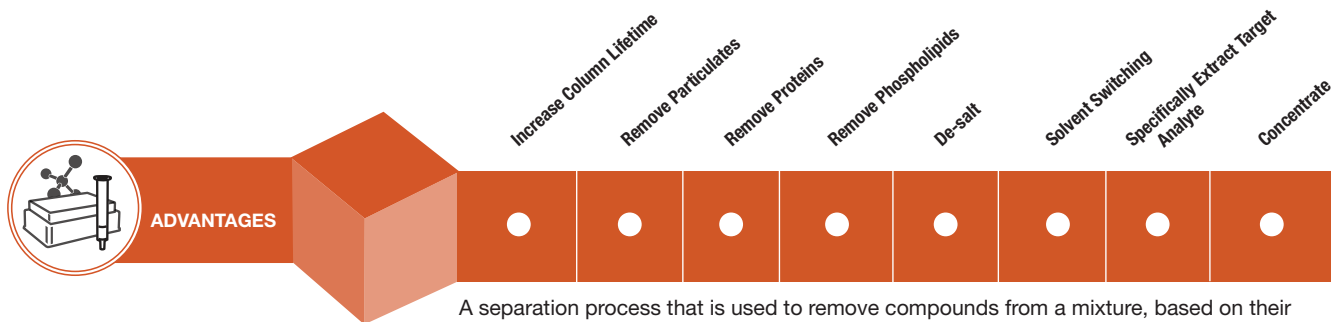 Increase Column Lifetime
Remove Particulates
Remove Proteins
Remove Phospholipids
De-salt
Solvent Switching
Specifically Extract Target
Analyte
Concentrate
ADVANTAGES
A separation process that is used to remove compounds from a mixture, based on their